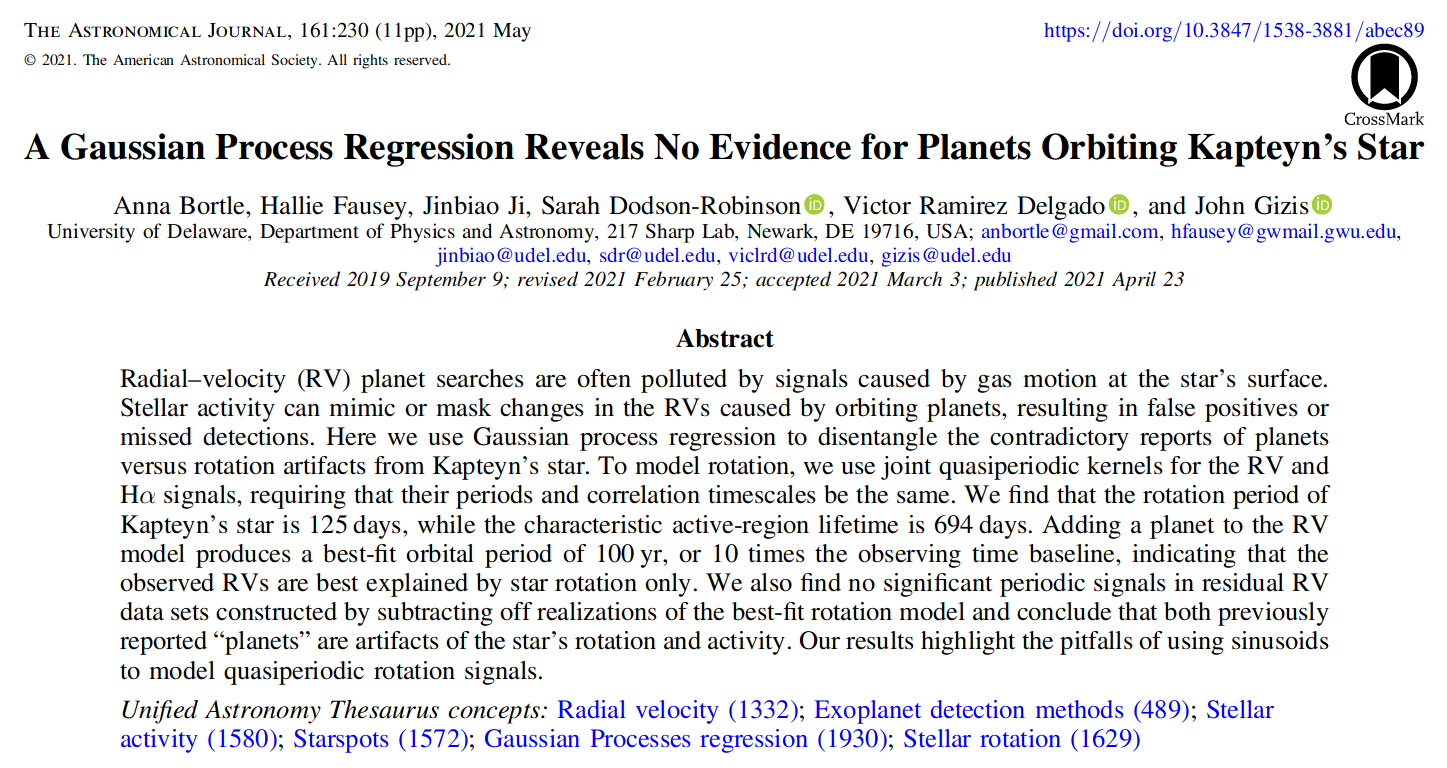 THE ASTRONOMICAL JOURNAL, 161:230 (11pp), 2021 May
https://doi.org/10.3847/1538-3881/abec89
© 2021. The American Astronomical Society. All rights reserved.
CrossMark
A Gaussian Process Regression Reveals No Evidence for Planets Orbiting Kapteyn’s Star
Anna Bortle, Hallie Fausey, Jinbiao Ji, Sarah Dodson-Robinson iD, Victor Ramirez Delgado iD, and John Gizis iD
University of Delaware, Department of Physics and Astronomy, 217 Sharp Lab, Newark, DE 19716, USA; anbortle@gmail.com, hfausey@gwmail.gwu.edu,
jinbiao@udel.edu, sdr@udel.edu, viclrd@udel.edu, gizis@udel.edu
Received 2019 September 9; revised 2021 February 25; accepted 2021 March 3; published 2021 April 23
Abstract
Radial–velocity (RV) planet searches are often polluted by signals caused by gas motion at the star’s surface.
Stellar activity can mimic or mask changes in the RVs caused by orbiting planets, resulting in false positives or
missed detections. Here we use Gaussian process regression to disentangle the contradictory reports of planets
versus rotation artifacts from Kapteyn’s star. To model rotation, we use joint quasiperiodic kernels for the RV and
Hα signals, requiring that their periods and correlation timescales be the same. We find that the rotation period of
Kapteyn’s star is 125 days, while the characteristic active-region lifetime is 694 days. Adding a planet to the RV
model produces a best-fit orbital period of 100 yr, or 10 times the observing time baseline, indicating that the
observed RVs are best explained by star rotation only. We also find no significant periodic signals in residual RV
data sets constructed by subtracting off realizations of the best-fit rotation model and conclude that both previously
reported “planets” are artifacts of the star’s rotation and activity. Our results highlight the pitfalls of using sinusoids
to model quasiperiodic rotation signals.
Unified Astronomy Thesaurus concepts: Radial velocity (1332); Exoplanet detection methods (489); Stellar
activity (1580); Starspots (1572); Gaussian Processes regression (1930); Stellar rotation (1629)